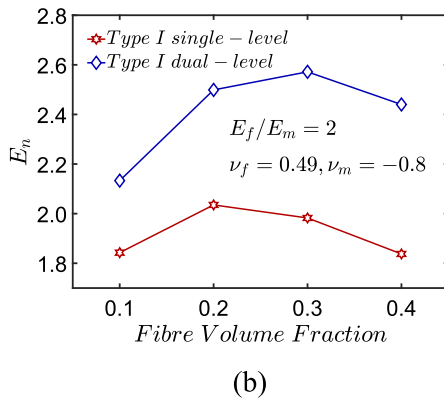 2.8
Type I single-level
Type I dual-level
2.6
2.4
E_f/E_m = 2
E_n
2.2
ν_f = 0.49, ν_m = −0.8
2.0
1.8
0.1 0.2 0.3 0.4
Fibre Volume Fraction
(b)